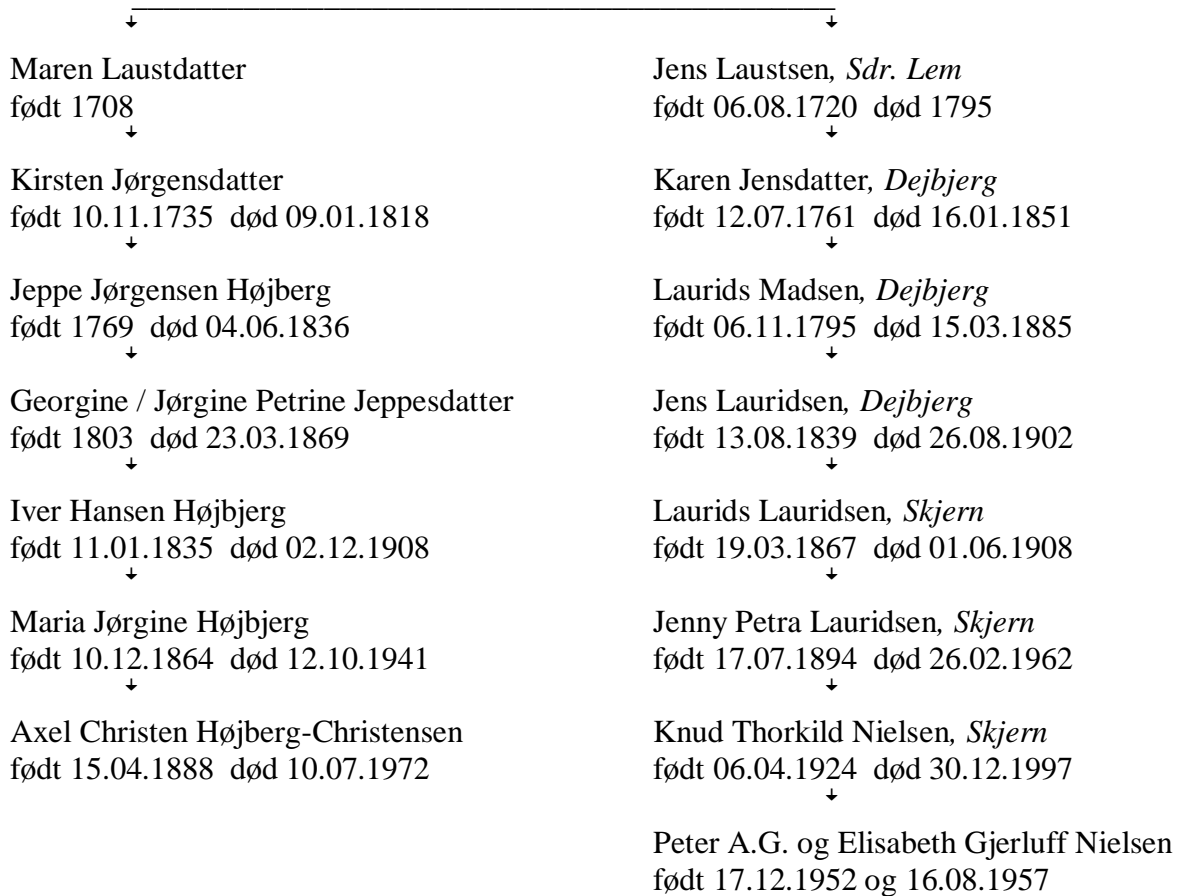 Maren Laustdatter
født 1708
Kirsten Jørgensdatter
født 10.11.1735 død 09.01.1818
Jeppe Jørgensen Højberg
født 1769 død 04.06.1836
Georgine / Jørgine Petrine Jeppesdatter
født 1803 død 23.03.1869
Iver Hansen Højbjerg
født 11.01.1835 død 02.12.1908
Maria Jørgine Højbjerg
født 10.12.1864 død 12.10.1941
Axel Christen Højberg-Christensen
født 15.04.1888 død 10.07.1972
Jens Laustsen, Sdr. Lem
født 06.08.1720 død 1795
Karen Jensdatter, Dejbjerg
født 12.07.1761 død 16.01.1851
Laurids Madsen, Dejbjerg
født 06.11.1795 død 15.03.1885
Jens Lauridsen, Dejbjerg
født 13.08.1839 død 26.08.1902
Laurids Lauridsen, Skjern
født 19.03.1867 død 01.06.1908
Jenny Petra Lauridsen, Skjern
født 17.07.1894 død 26.02.1962
Knud Thorkild Nielsen, Skjern
født 06.04.1924 død 30.12.1997
Peter A.G. og Elisabeth Gjerluff Nielsen
født 17.12.1952 og 16.08.1957